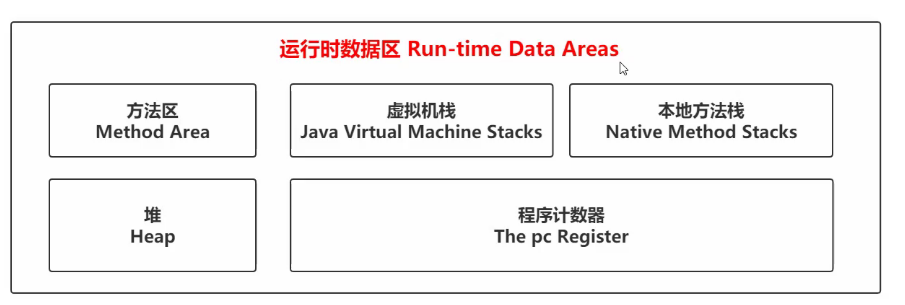 运行时数据区 Run-time Data Areas
方法区
Method Area
虚拟机栈
Java Virtual Machine Stacks
本地方法栈
Native Method Stacks
堆
Heap
程序计数器
The pc Register